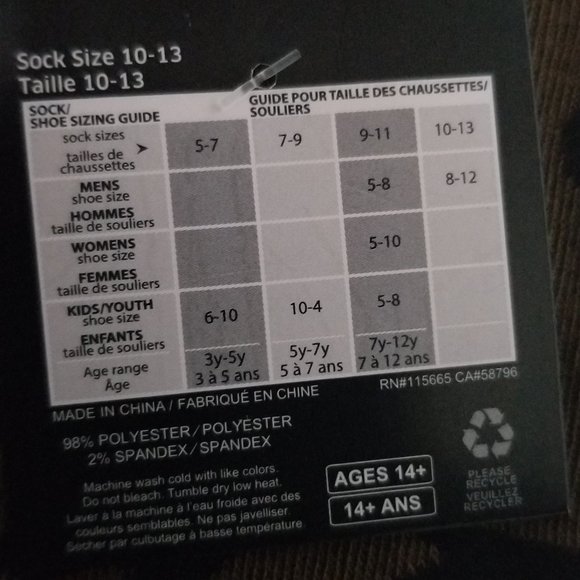 Sock Size 10-13
Taille 10-13
SOCK/
SHOE SIZING GUIDE
GUIDE POUR TAILLE DES CHAUSSETTES/
SOULIERS
sock sizes
tailles de
chaussettes
5-7
7-9
9-11
10-13
MENS
shoe size
HOMMES
taille de souliers
5-8
8-12
WOMENS
shoe size
FEMMES
taille de souliers
5-10
KIDS/YOUTH
shoe size
ENFANTS
taille de souliers
6-10
10-4
5-8
Age range
Âge
3y-5y
3 à 5 ans
5y-7y
5 à 7 ans
7y-12y
7 à 12 ans
RN#115665 CA#58796
MADE IN CHINA / FABRIQUÉ EN CHINE
98% POLYESTER/POLYÉSTER
2% SPANDEX/SPANDEX
Machine wash cold with like colors.
Do not bleach. Tumble dry low heat.
Laver à la machine à l'eau froide avec des
couleurs semblables. Ne pas javelliser.
Sécher par culbutage à basse température.
AGES 14+
14+ ANS
PLEASE
RECYCLE
VEUILLEZ
RECYCLER